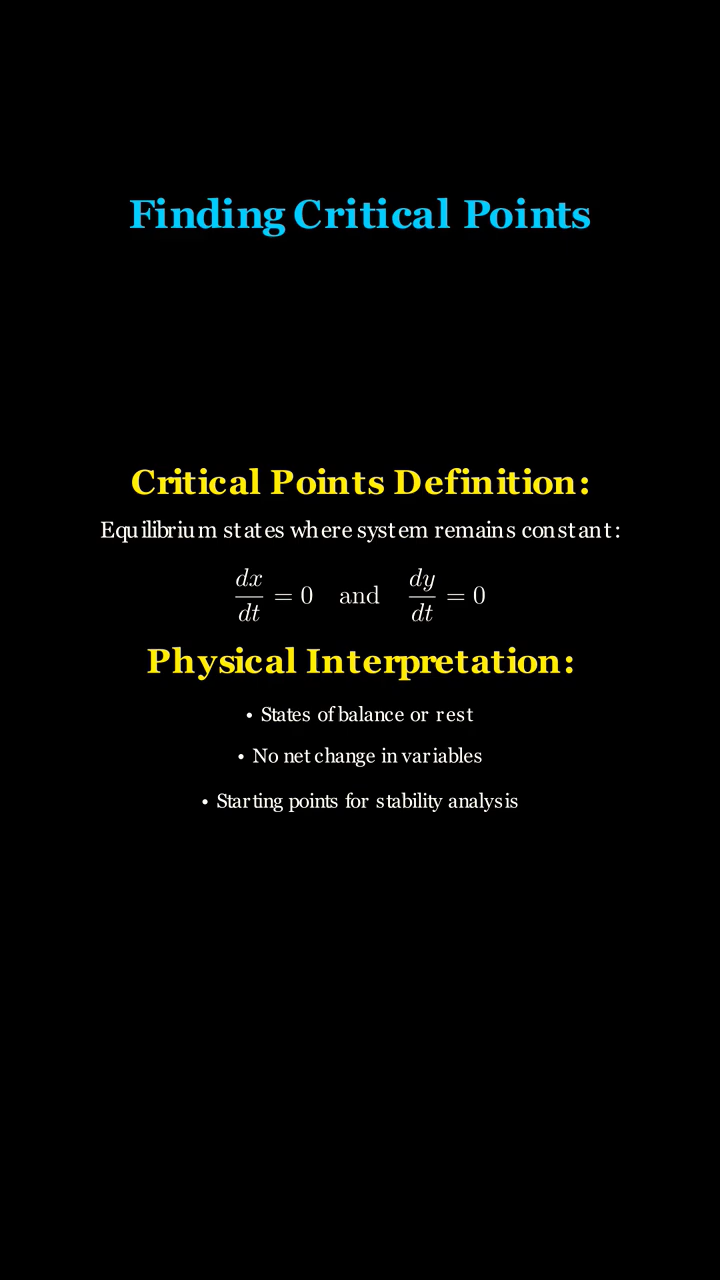 Finding Critical Points
Critical Points Definition:
Equilibrium states where system remains constant:
dx/dt = 0 and dy/dt = 0
Physical Interpretation:
• States of balance or rest
• No net change in variables
• Starting points for stability analysis